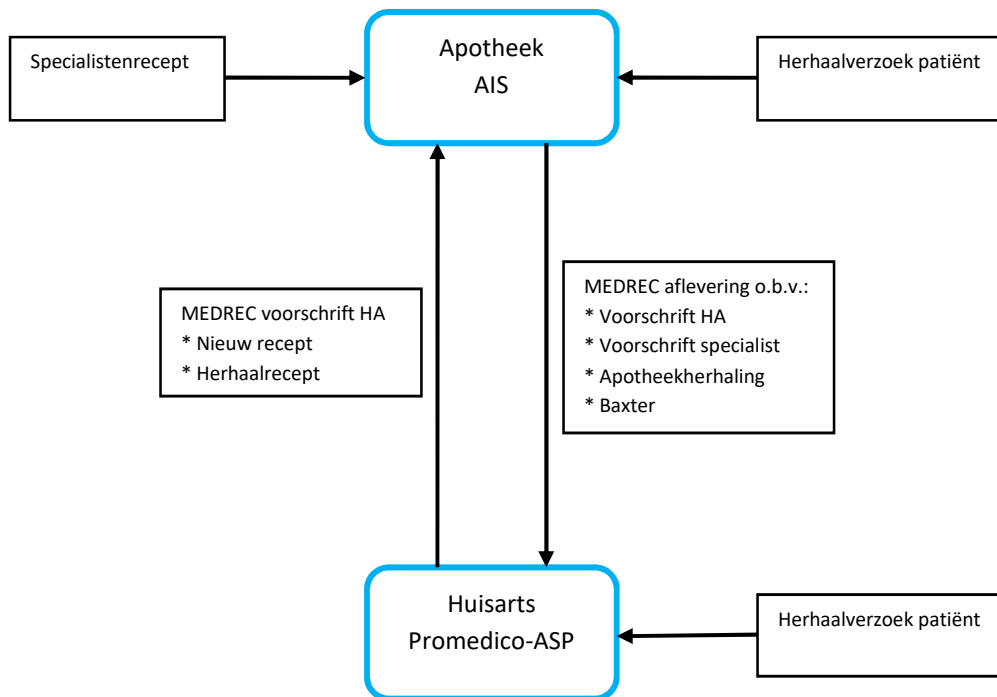 Specialistenrecept
Apotheek
AIS
Herhaalverzoek patiënt
MEDREC voorschrift HA
* Nieuw recept
* Herhaalrecept
MEDREC aflevering o.b.v.:
* Voorschrift HA
* Voorschrift specialist
* Apotheekherhaling
* Baxter
Huisarts
Promedico-ASP
Herhaalverzoek patiënt